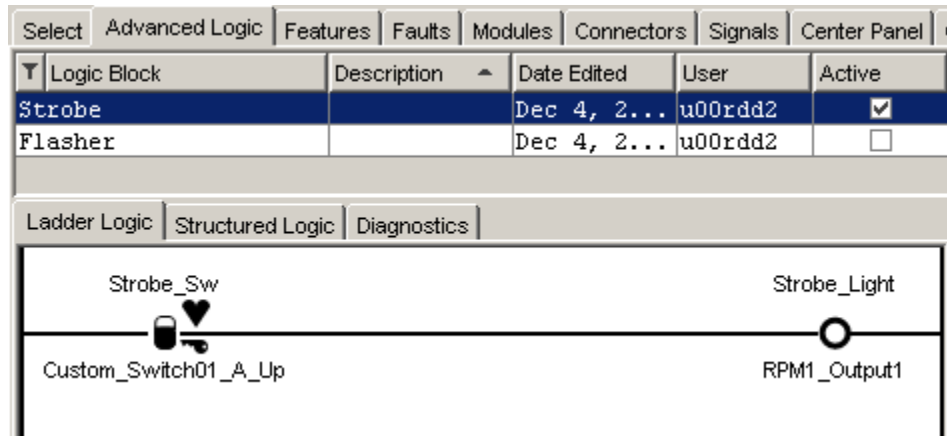 Select Advanced Logic Features Faults Modules Connectors Signals Center Panel
Logic Block Description Date Edited User Active
Strobe Dec 4, 2... u00rdd2
Flasher Dec 4, 2... u00rdd2
Ladder Logic Structured Logic Diagnostics
Strobe_Sw Strobe_Light
Custom_Switch01_A_Up RPM1_Output1